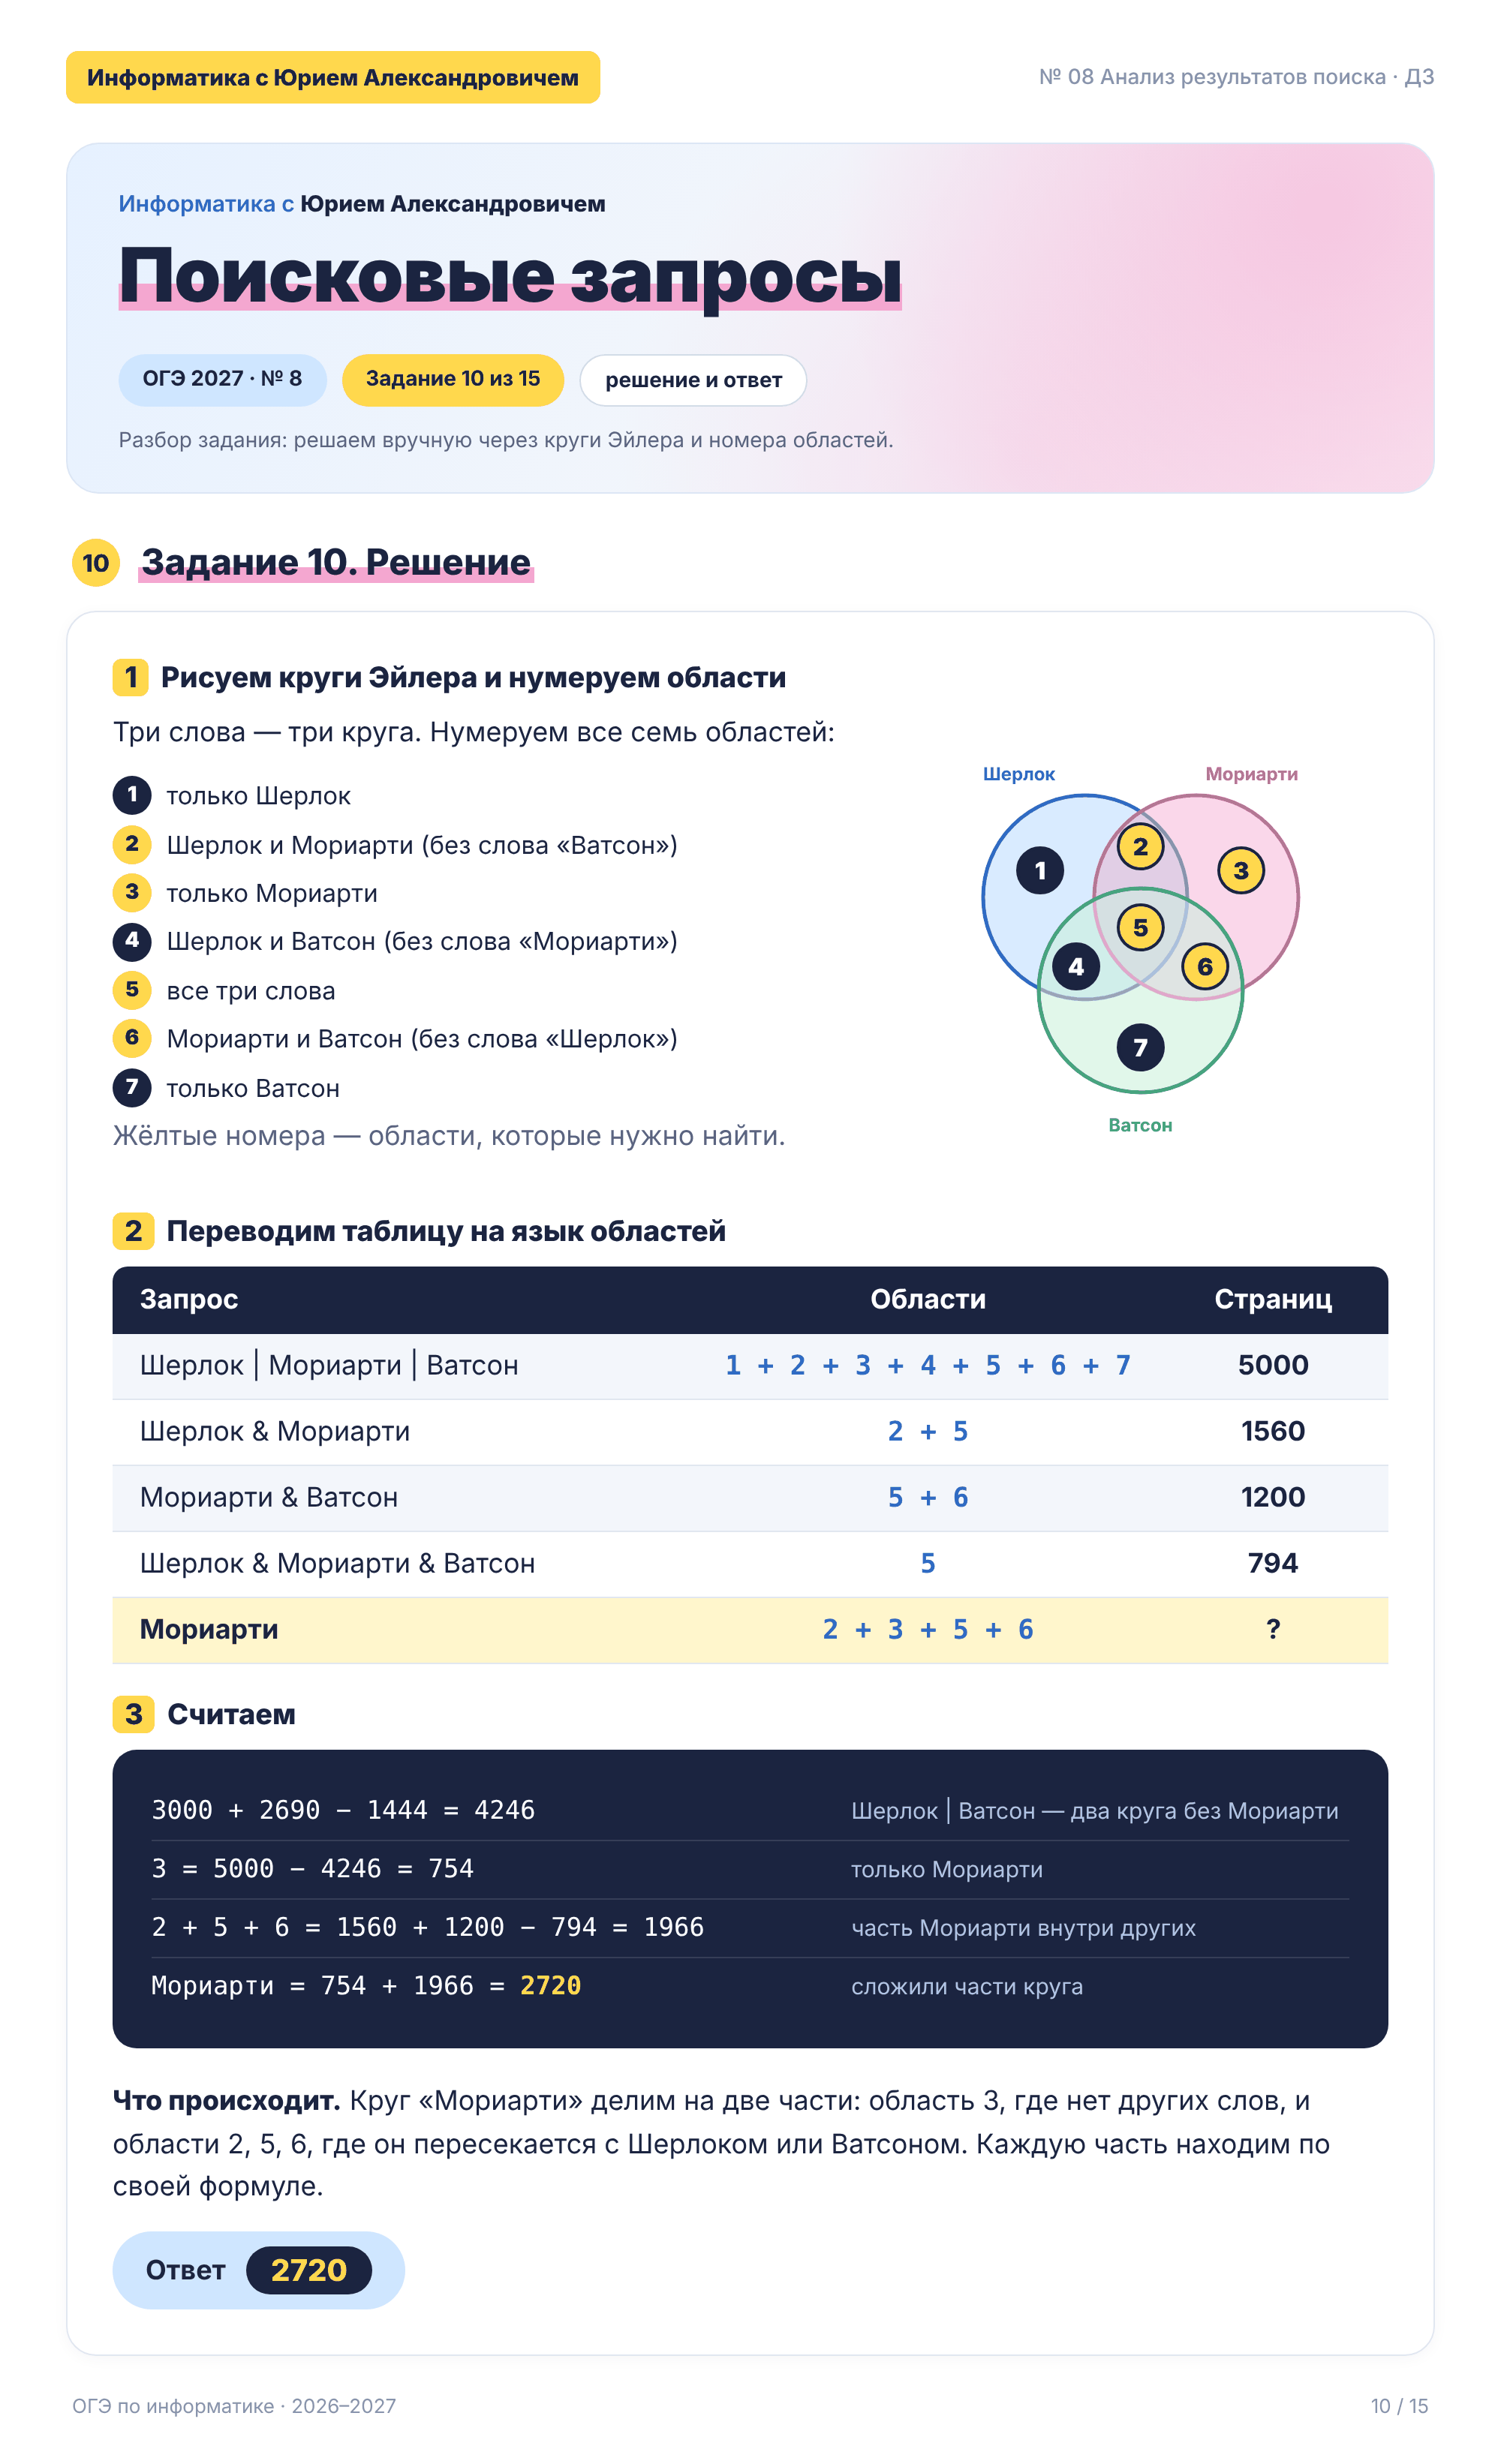 Информатика с Юрием Александровичем
№ 08 Анализ результатов поиска · ДЗ
Информатика с Юрием Александровичем
Поисковые запросы
ОГЭ 2027 · № 8
Задание 10 из 15
решение и ответ
Разбор задания: решаем вручную через круги Эйлера и номера областей.
10 Задание 10. Решение
1 Рисуем круги Эйлера и нумеруем области
Три слова — три круга. Нумеруем все семь областей:
1 только Шерлок
2 Шерлок и Мориарти (без слова «Ватсон»)
3 только Мориарти
4 Шерлок и Ватсон (без слова «Мориарти»)
5 все три слова
6 Мориарти и Ватсон (без слова «Шерлок»)
7 только Ватсон
Жёлтые номера — области, которые нужно найти.
Шерлок Мориарти
1 2 3
5
4 6
7
Ватсон
2 Переводим таблицу на язык областей
Запрос Области Страниц
Шерлок | Мориарти | Ватсон 1 + 2 + 3 + 4 + 5 + 6 + 7 5000
Шерлок & Мориарти 2 + 5 1560
Мориарти & Ватсон 5 + 6 1200
Шерлок & Мориарти & Ватсон 5 794
Мориарти 2 + 3 + 5 + 6 ?
3 Считаем
3000 + 2690 − 1444 = 4246 Шерлок | Ватсон — два круга без Мориарти
3 = 5000 − 4246 = 754 только Мориарти
2 + 5 + 6 = 1560 + 1200 − 794 = 1966 часть Мориарти внутри других
Мориарти = 754 + 1966 = 2720 сложили части круга
Что происходит. Круг «Мориарти» делим на две части: область 3, где нет других слов, и
области 2, 5, 6, где он пересекается с Шерлоком или Ватсоном. Каждую часть находим по
своей формуле.
Ответ 2720
ОГЭ по информатике · 2026–2027
10 / 15